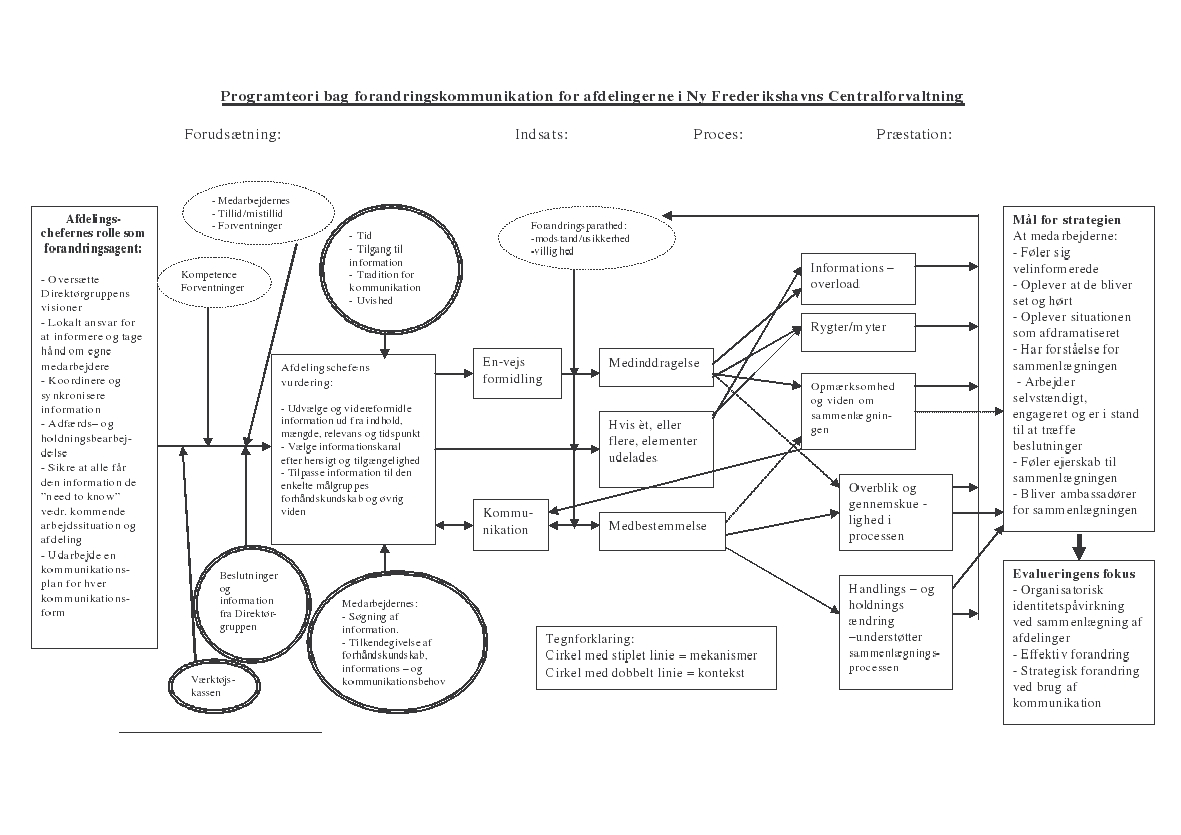 Programteori bag forandringskommunikation for afdelingerne i Ny Frederikshavns Centralforvaltning
Forudsætning:
Indsats:
Proces:
Præstation:
Afdelings-
chefernes rolle som
forandringsagent:
- Oversætte
Direktørgruppens
visioner
- Lokalt ansvar for
at informere og tage
hånd om egne
medarbejdere
- Koordinere og
synkronisere
information
- Adfærds– og
holdningsbearbej-
delse
- Sikre at alle får
den information de
”need to know”
vedr. kommende
arbejdssituation og
afdeling
- Udarbejde en
kommunikations-
plan for hver
kommunikations-
form
- Medarbejdernes
- Tillid/mistillid
- Forventninger
Kompetence
Forventninger
- Tid
- Tilgang til
information
- Tradition for
kommunikation
- Uvished
Afdelingschefens
vurdering:
- Udvælge og videreformidle
information ud fra indhold,
mængde, relevans og tidspunkt
- Vælge informationskanal
efter hensigt og tilgængelighed
- Tilpasse information til den
enkelte målgruppes
forhåndskundskab og øvrig
viden
Beslutninger
og
information
fra Direktør-
gruppen
Værktøjs-
kassen
Medarbejdernes:
- Søgning af
information.
- Tilkendegivelse af
forhåndskundskab,
informations – og
kommunikationsbehov
Forandringsparathed:
-modstand/usikkerhed
-villighed
En-vejs
formidling
Kommu-
nikation
Medinddragelse
Hvis èt, eller
flere, elementer
udelades
Medbestemmelse
Tegnforklaring:
Cirkel med stiplet linie = mekanismer
Cirkel med dobbelt linie = kontekst
Informations –
overload
Rygter/myter
Opmærksomhed
og viden om
sammenlægnin-
gen
Overblik og
gennemskue -
lighed i
processen
Handlings – og
holdnings
ændring
–understøtter
sammenlægnings-
processen
Mål for strategien
At medarbejderne:
- Føler sig
velinformerede
- Oplever at de bliver
set og hørt
- Oplever situationen
som afdramatiseret
- Har forståelse for
sammenlægningen
- Arbejder
selvstændigt,
engageret og er i stand
til at træffe
beslutninger
- Føler ejerskab til
sammenlægningen
- Bliver ambassadører
for sammenlægningen
Evalueringens fokus
- Organisatorisk
identitetspåvirkning
ved sammenlægning af
afdelinger
- Effektiv forandring
- Strategisk forandring
ved brug af
kommunikation